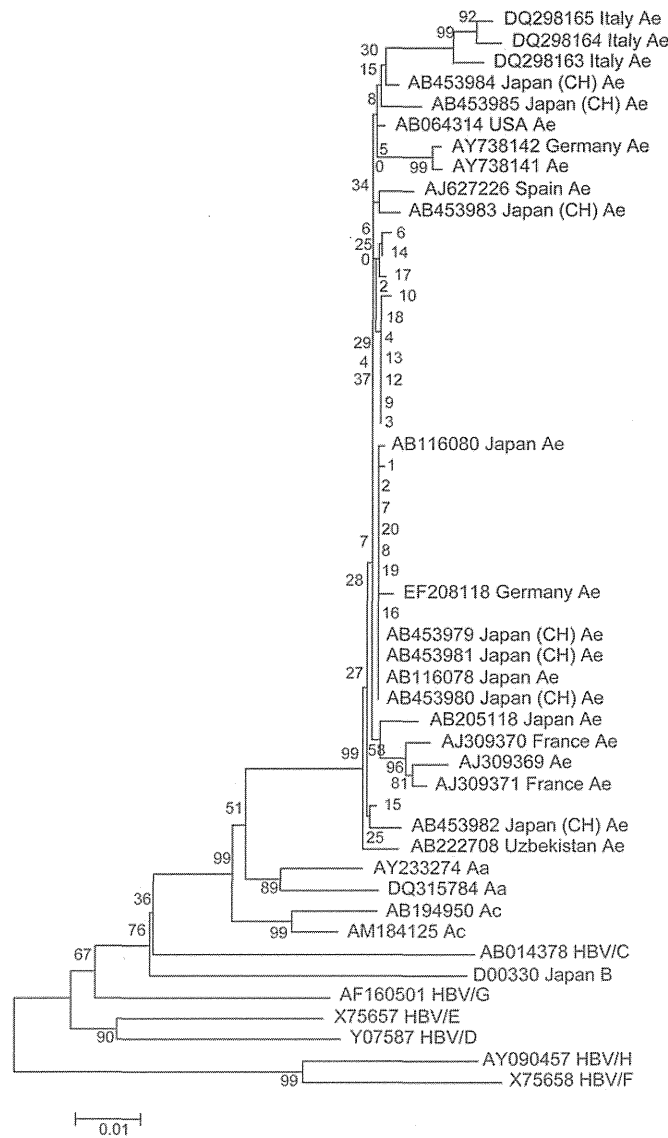 92
DQ298165 Italy Ae
99
DQ298164 Italy Ae
30
DQ298163 Italy Ae
15
AB453984 Japan (CH) Ae
8
AB453985 Japan (CH) Ae
AB064314 USA Ae
5
AY738142 Germany Ae
0
99
AY738141 Ae
34
AJ627226 Spain Ae
AB453983 Japan (CH) Ae
6
6
25
14
0
17
2
10
18
29
4
4
13
37
12
9
3
AB116080 Japan Ae
1
2
7
20
7
8
28
19
EF208118 Germany Ae
16
AB453979 Japan (CH) Ae
AB453981 Japan (CH) Ae
27
AB116078 Japan Ae
AB453980 Japan (CH) Ae
AB205118 Japan Ae
99
58
AJ309370 France Ae
96
AJ309369 Ae
81
AJ309371 France Ae
51
15
AB453982 Japan (CH) Ae
25
AB222708 Uzbekistan Ae
99
AY233274 Aa
89
DQ315784 Aa
36
AB194950 Ac
76
99
AM184125 Ac
67
AB014378 HBV/C
D00330 Japan B
AF160501 HBV/G
X75657 HBV/E
90
Y07587 HBV/D
AY090457 HBV/H
99
X75658 HBV/F
0.01